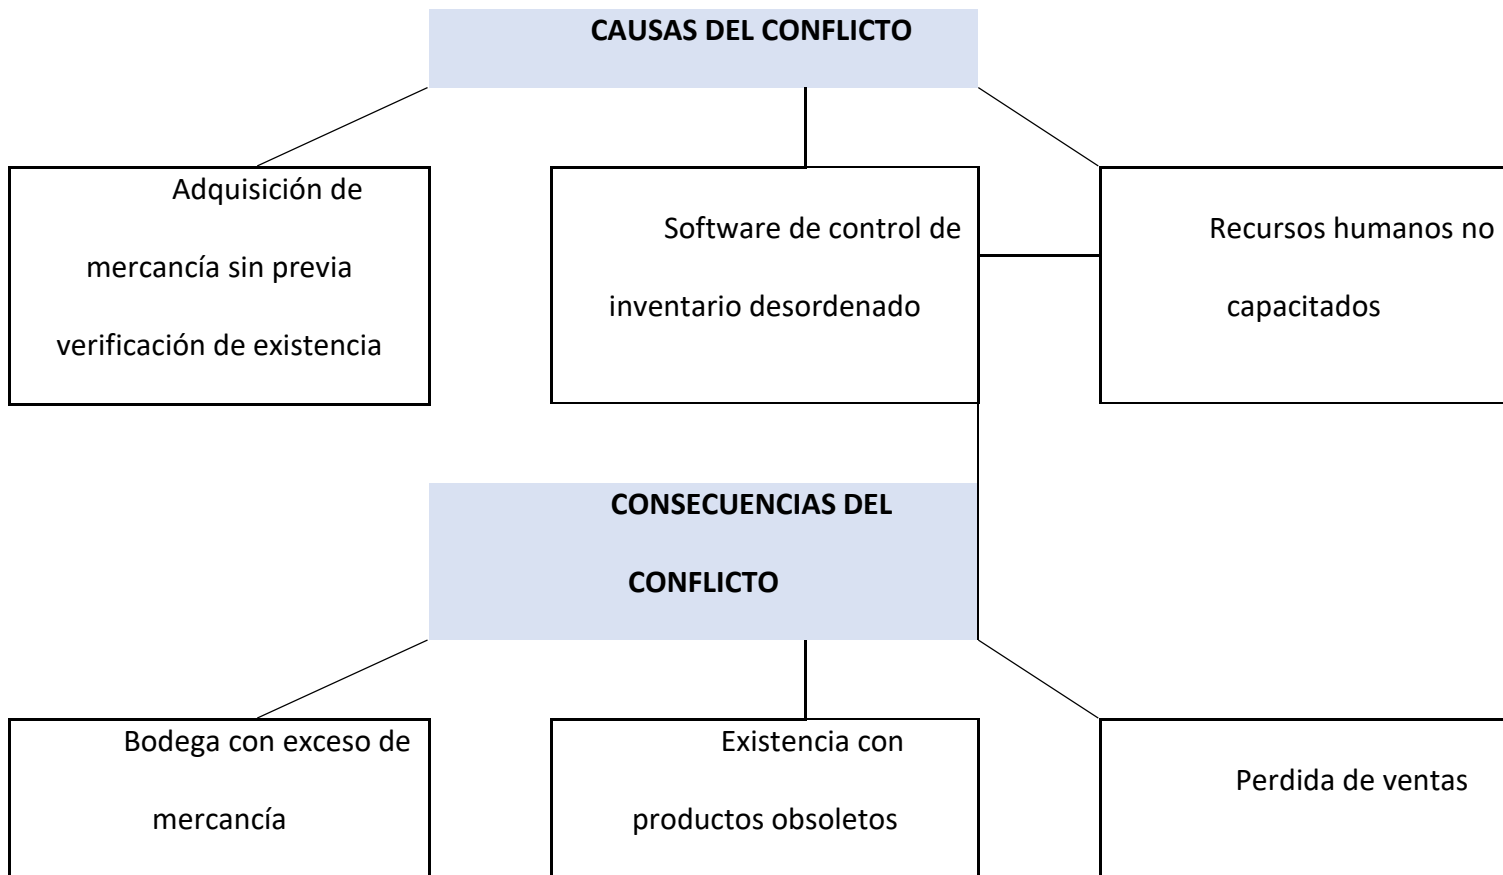 CAUSAS DEL CONFLICTO
Adquisición de
mercancía sin previa
verificación de existencia
Software de control de
inventario desordenado
Recursos humanos no
capacitados
CONSECUENCIAS DEL
CONFLICTO
Bodega con exceso de
mercancía
Existencia con
productos obsoletos
Perdida de ventas